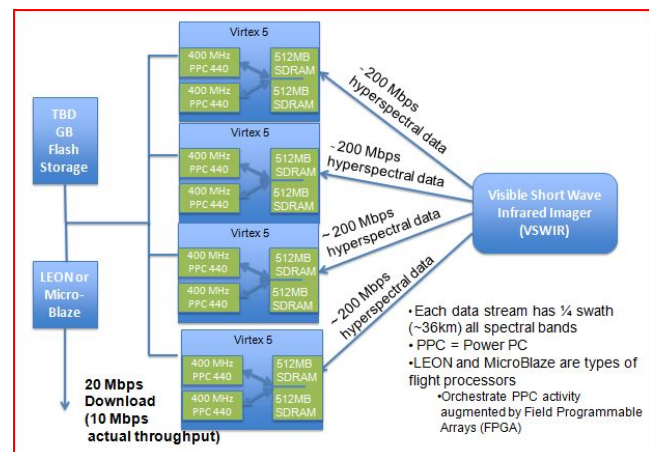 Virtex 5
400 MHz
PPC 440
400 MHz
PPC 440
512MB
SDRAM
512MB
SDRAM
Virtex 5
400 MHz
PPC 440
400 MHz
PPC 440
512MB
SDRAM
512MB
SDRAM
Virtex 5
400 MHz
PPC 440
400 MHz
PPC 440
512MB
SDRAM
512MB
SDRAM
Virtex 5
400 MHz
PPC 440
400 MHz
PPC 440
512MB
SDRAM
512MB
SDRAM
TBD
GB
Flash
Storage
LEON or
Micro-
Blaze
20 Mbps
Download
(10 Mbps
actual throughput)
~200 Mbps
hyperspectral data
~200 Mbps
hyperspectral data
~200 Mbps
hyperspectral data
~200 Mbps
hyperspectral data
Visible Short Wave
Infrared Imager
(VSWIR)
•Each data stream has ¼ swath
(~36km) all spectral bands
•PPC = Power PC
•LEON and MicroBlaze are types of
flight processors
•Orchestrate PPC activity
augmented by Field Programmable
Arrays (FPGA)